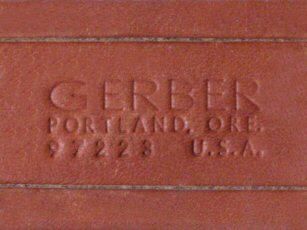 GERBER
PORTLAND, ORE.
97223 U.S.A.